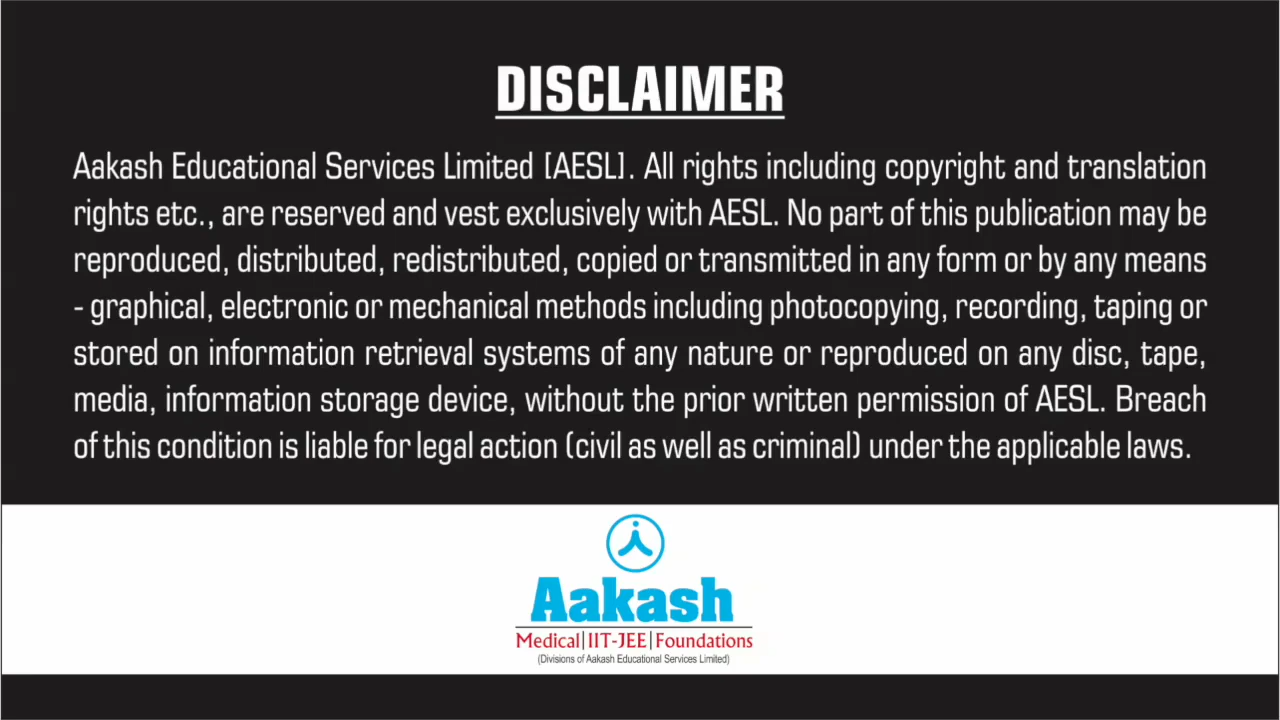 DISCLAIMER
Aakash Educational Services Limited [AESL]. All rights including copyright and translation
rights etc., are reserved and vest exclusively with AESL. No part of this publication may be
reproduced, distributed, redistributed, copied or transmitted in any form or by any means
- graphical, electronic or mechanical methods including photocopying, recording, taping or
stored on information retrieval systems of any nature or reproduced on any disc, tape,
media, information storage device, without the prior written permission of AESL. Breach
of this condition is liable for legal action (civil as well as criminal) under the applicable laws.
Aakash
Medical|IIT-JEE|Foundations
(Divisions of Aakash Educational Services Limited)